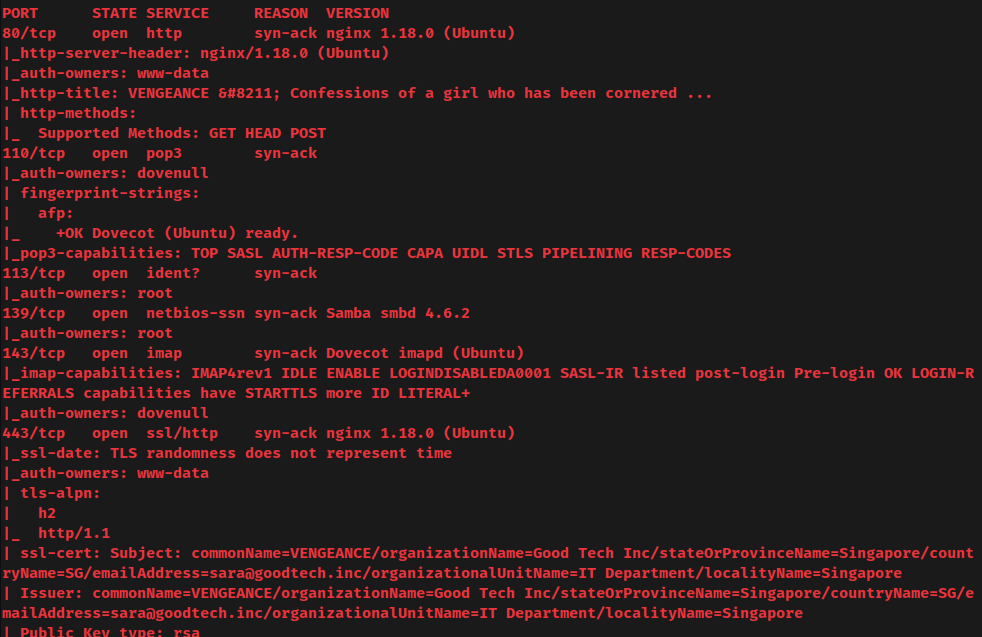 PORT      STATE SERVICE     REASON  VERSION
80/tcp    open  http        syn-ack nginx 1.18.0 (Ubuntu)
|_http-server-header: nginx/1.18.0 (Ubuntu)
|_auth-owners: www-data
|_http-title: VENGEANCE &#8211; Confessions of a girl who has been cornered ...
| http-methods:
|_  Supported Methods: GET HEAD POST
110/tcp   open  pop3        syn-ack
|_auth-owners: dovenull
| fingerprint-strings:
|   afp:
|_    +OK Dovecot (Ubuntu) ready.
|_pop3-capabilities: TOP SASL AUTH-RESP-CODE CAPA UIDL STLS PIPELINING RESP-CODES
113/tcp   open  ident?      syn-ack
|_auth-owners: root
139/tcp   open  netbios-ssn syn-ack Samba smbd 4.6.2
|_auth-owners: root
143/tcp   open  imap        syn-ack Dovecot imapd (Ubuntu)
|_imap-capabilities: IMAP4rev1 IDLE ENABLE LOGINDISABLEDA0001 SASL-IR listed post-login Pre-login OK LOGIN-R
EFERRALS capabilities have STARTTLS more ID LITERAL+
|_auth-owners: dovenull
443/tcp   open  ssl/http    syn-ack nginx 1.18.0 (Ubuntu)
|_ssl-date: TLS randomness does not represent time
|_auth-owners: www-data
| tls-alpn:
|   h2
|_  http/1.1
| ssl-cert: Subject: commonName=VENGEANCE/organizationName=Good Tech Inc/stateOrProvinceName=Singapore/count
ryName=SG/emailAddress=sara@goodtech.inc/organizationalUnitName=IT Department/localityName=Singapore
| Issuer: commonName=VENGEANCE/organizationName=Good Tech Inc/stateOrProvinceName=Singapore/countryName=SG/e
mailAddress=sara@goodtech.inc/organizationalUnitName=IT Department/localityName=Singapore
| Public Key type: rsa